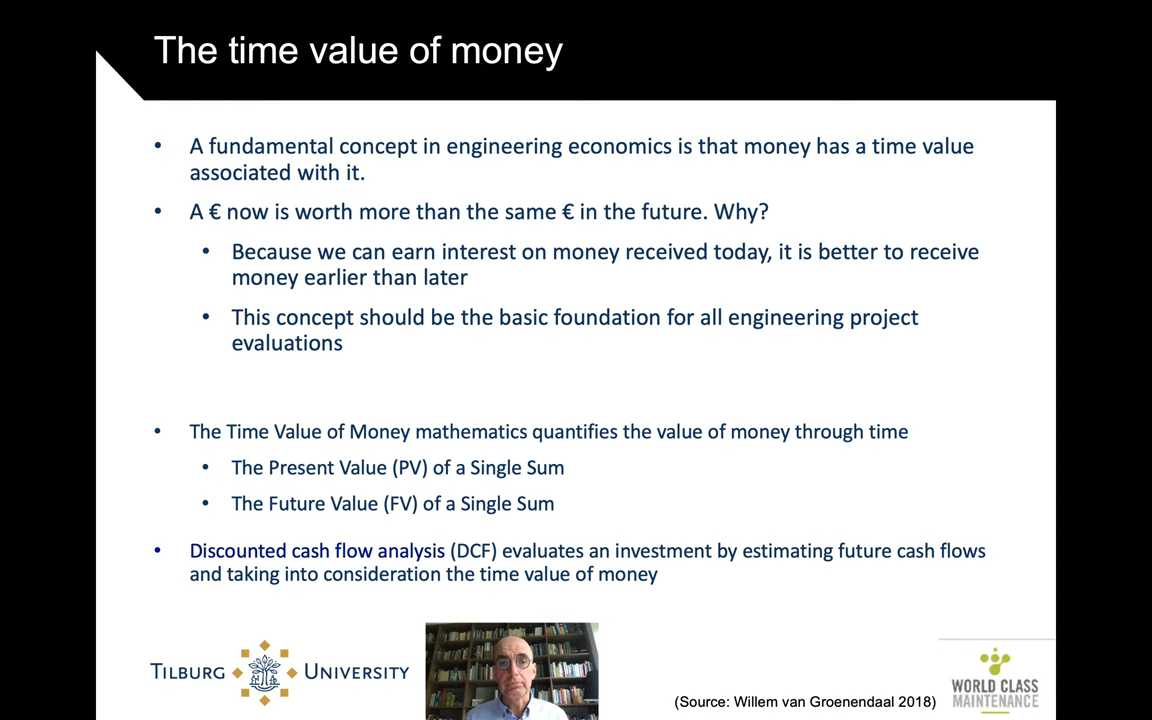 The time value of money
• A fundamental concept in engineering economics is that money has a time value
associated with it.
• A € now is worth more than the same € in the future. Why?
• Because we can earn interest on money received today, it is better to receive
money earlier than later
• This concept should be the basic foundation for all engineering project
evaluations
• The Time Value of Money mathematics quantifies the value of money through time
• The Present Value (PV) of a Single Sum
• The Future Value (FV) of a Single Sum
• Discounted cash flow analysis (DCF) evaluates an investment by estimating future cash flows
and taking into consideration the time value of money
TILBURG UNIVERSITY
(Source: Willem van Groenendaal 2018)
WORLD CLASS
MAINTENANCE